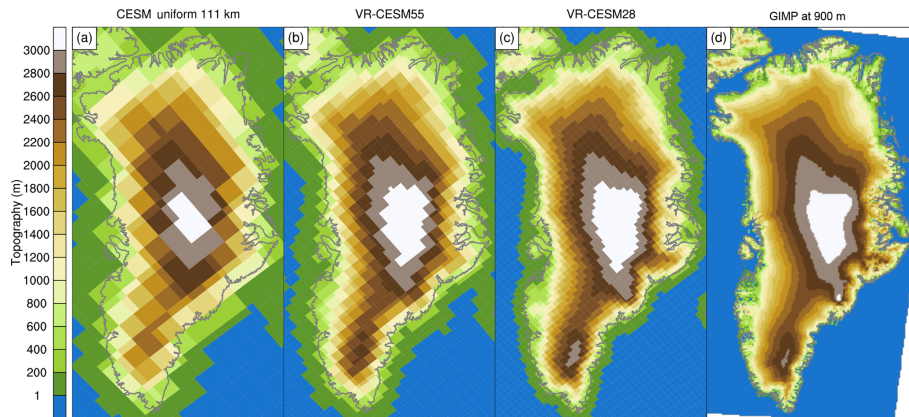 CESM uniform 111 km
VR-CESM55
VR-CESM28
GIMP at 900 m
(a)
(b)
(c)
(d)
Topography (m)
3000
2800
2600
2400
2200
2000
1800
1600
1400
1200
1000
800
600
400
200
1